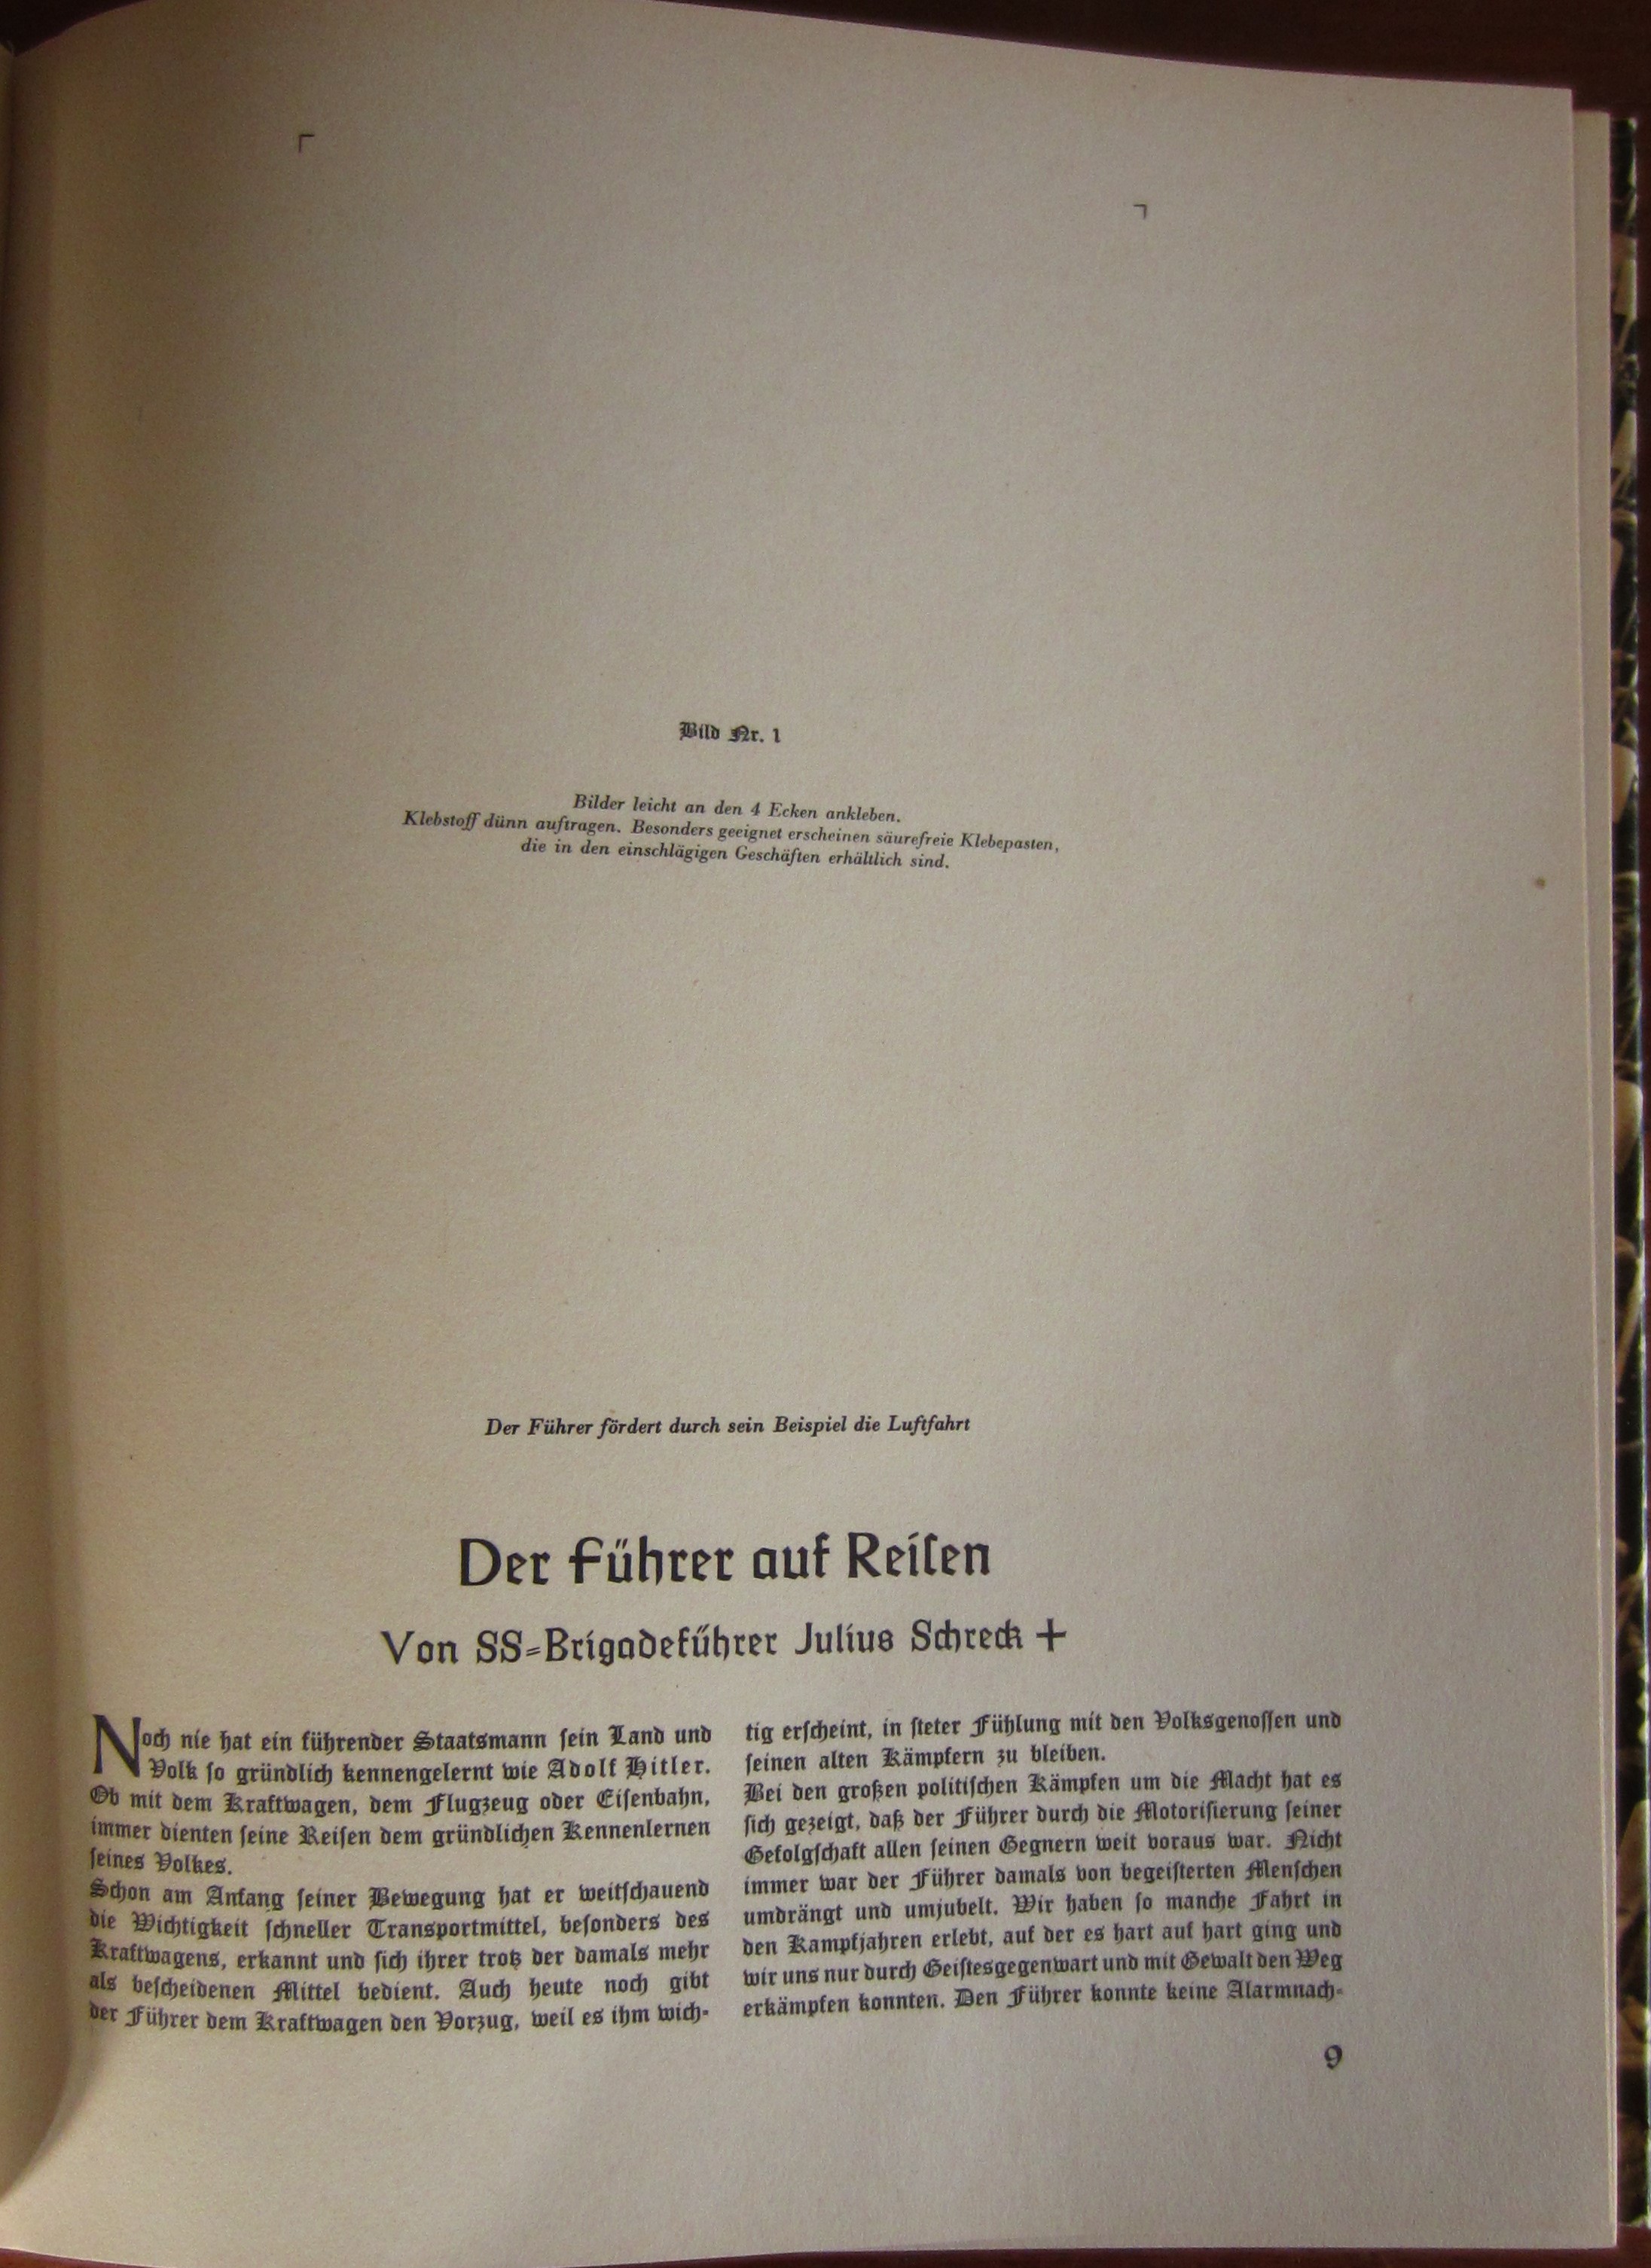 Bild Nr. 1
Bilder leicht an den 4 Ecken ankleben.
Klebstoff dünn auftragen. Besonders geeignet erscheinen säurefreie Klebepasten,
die in den einschlägigen Geschäften erhältlich sind.
Der Führer fördert durch sein Beispiel die Luftfahrt
Der Führer auf Reiſen
Von SS-Brigadeführer Julius Schreck +
Noch nie hat ein führender Staatsmann ſein Land und
Volk ſo gründlich kennengelernt wie Adolf Hitler.
Ob mit dem Kraftwagen, dem Flugzeug oder Eiſenbahn,
immer dienten ſeine Reiſen dem gründlichen Kennenlernen
ſeines Volkes.
Schon am Anfang ſeiner Bewegung hat er weitſchauend
die Wichtigkeit ſchneller Transportmittel, beſonders des
Kraftwagens, erkannt und ſich ihrer trotz der damals mehr
als beſcheidenen Mittel bedient. Auch heute noch gibt
der Führer dem Kraftwagen den Vorzug, weil es ihm wich-
tig erſcheint, in ſteter Fühlung mit den Volksgenoſſen und
ſeinen alten Kämpfern zu bleiben.
Bei den großen politiſchen Kämpfen um die Macht hat es
ſich gezeigt, daß der Führer durch die Motoriſierung ſeiner
Gefolgſchaft allen ſeinen Gegnern weit voraus war. Nicht
immer war der Führer damals von begeiſterten Menſchen
umdrängt und umjubelt. Wir haben ſo manche Fahrt in
den Kampfjahren erlebt, auf der es hart auf hart ging und
wir uns nur durch Geiſtesgegenwart und mit Gewalt den Weg
erkämpfen konnten. Den Führer konnte keine Alarmnach-
9